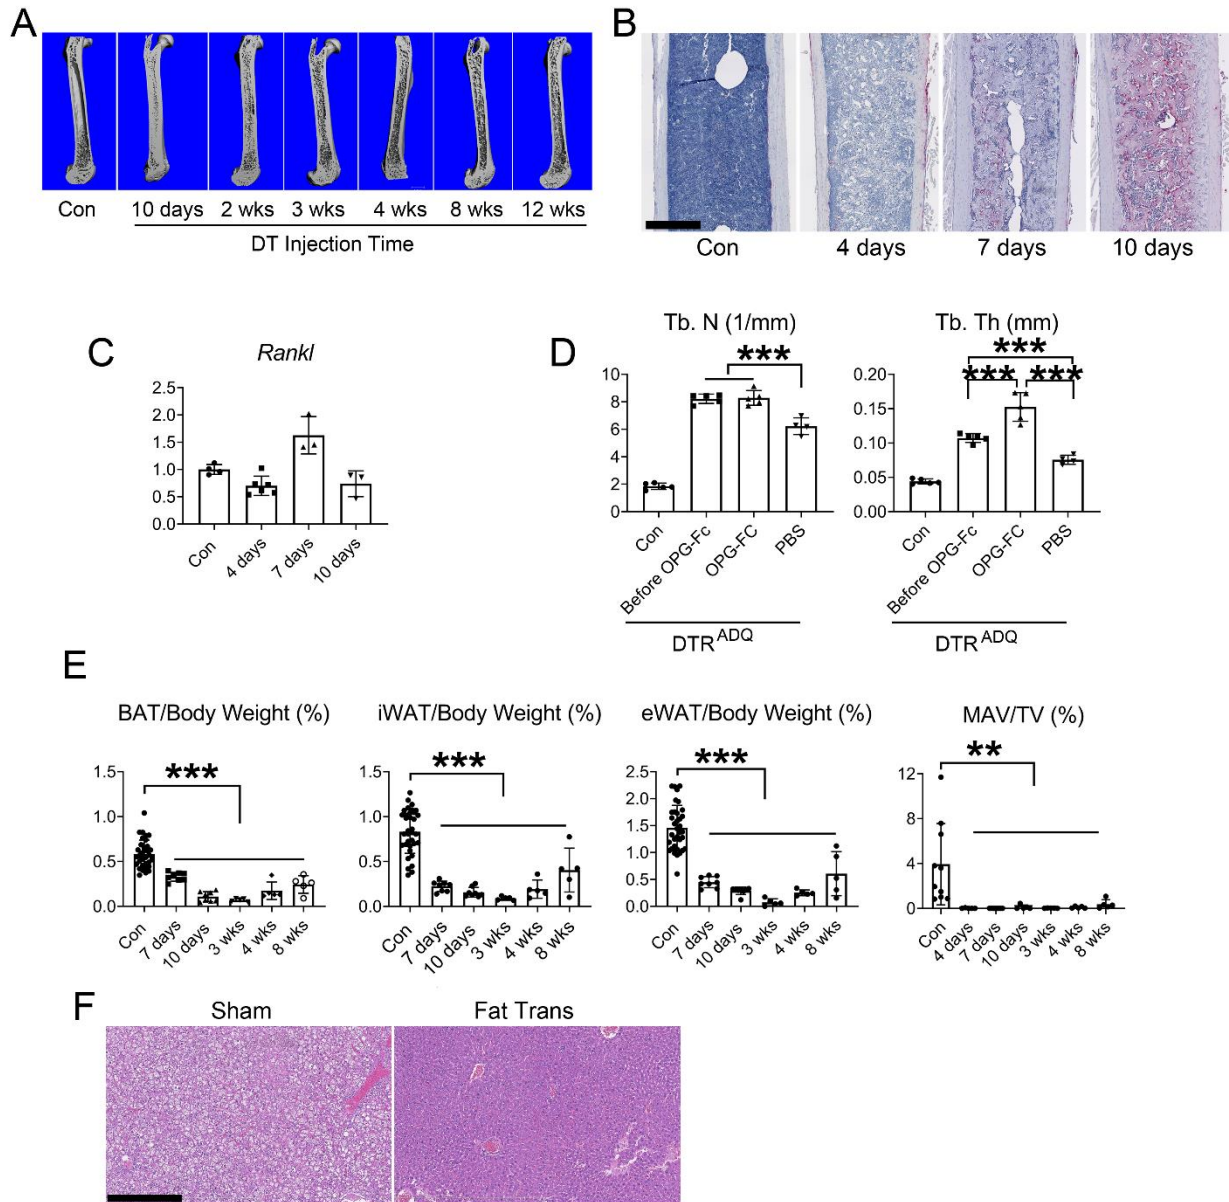 A
Con
10 days
2 wks
3 wks
4 wks
8 wks
12 wks
DT Injection Time
B
Con
4 days
7 days
10 days
C
Rankl
2.5
2.0
1.5
1.0
0.5
0.0
Con
4 days
7 days
10 days
D
Tb. N (1/mm)
***
10
8
6
4
2
0
Con
Before OPG-Fc
OPG-FC
PBS
DTR ADQ
Tb. Th (mm)
***
*** ***
0.20
0.15
0.10
0.05
0.00
Con
Before OPG-Fc
OPG-FC
PBS
DTR ADQ
E
BAT/Body Weight (%)
***
1.5
1.0
0.5
0.0
Con
7 days
10 days
3 wks
4 wks
8 wks
iWAT/Body Weight (%)
***
1.5
1.0
0.5
0.0
Con
7 days
10 days
3 wks
4 wks
8 wks
eWAT/Body Weight (%)
***
2.5
2.0
1.5
1.0
0.5
0.0
Con
7 days
10 days
3 wks
4 wks
8 wks
MAV/TV (%)
**
12
8
4
0
Con
4 days
7 days
10 days
3 wks
4 wks
8 wks
F
Sham
Fat Trans